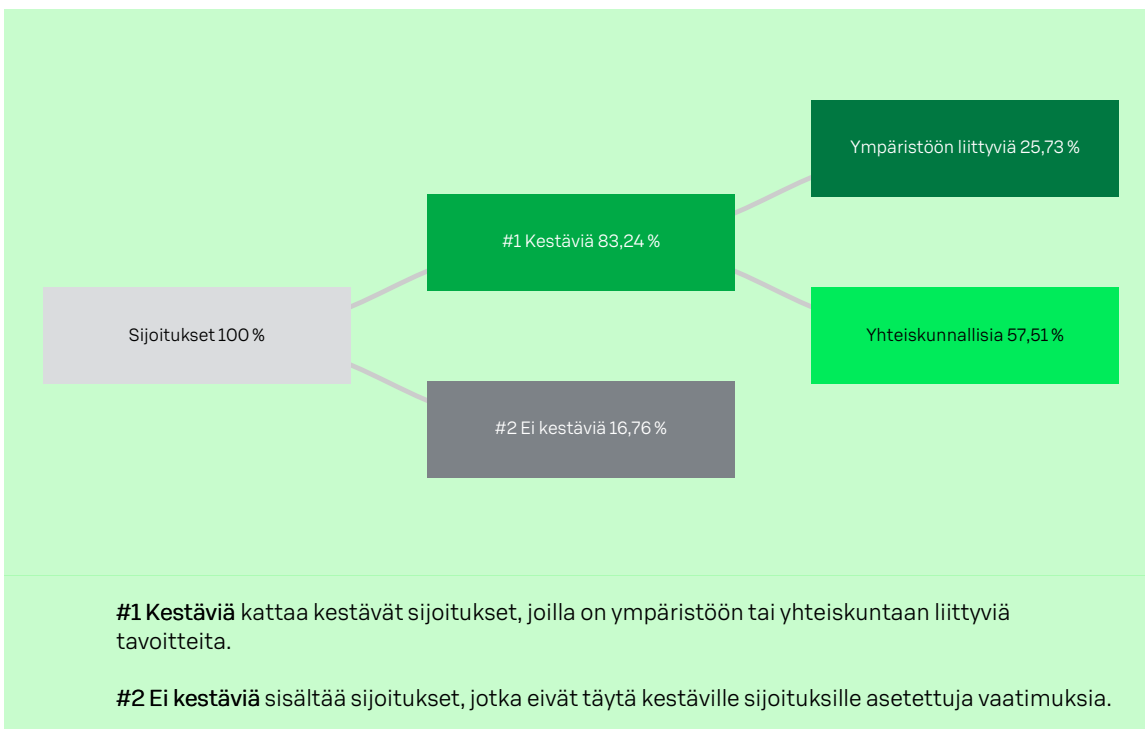 Ympäristöön liittyviä 25,73 %
#1 Kestäviä 83,24 %
Sijoitukset 100 %
Yhteiskunnallisia 57,51 %
#2 Ei kestäviä 16,76 %
#1 Kestäviä kattaa kestävät sijoitukset, joilla on ympäristöön tai yhteiskuntaan liittyviä
tavoitteita.
#2 Ei kestäviä sisältää sijoitukset, jotka eivät täytä kestäville sijoituksille asetettuja vaatimuksia.